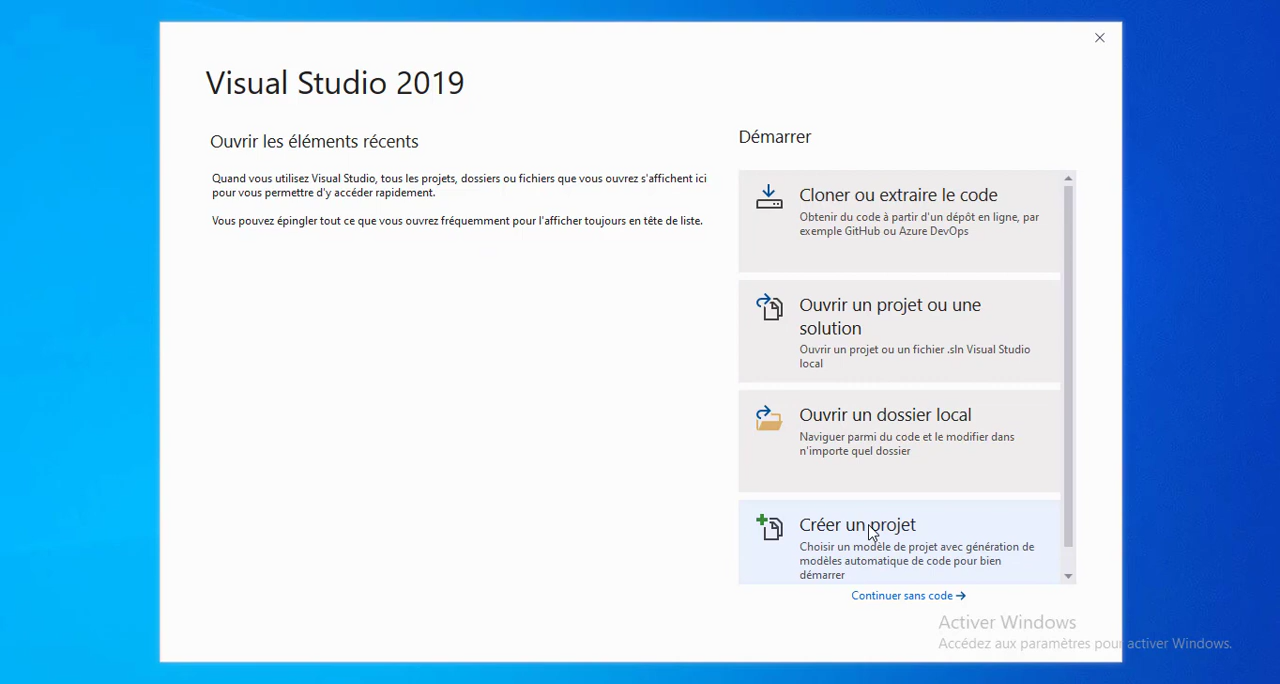 Visual Studio 2019
Ouvrir les éléments récents
Quand vous utilisez Visual Studio, tous les projets, dossiers ou fichiers que vous ouvrez s'affichent ici
pour vous permettre d'y accéder rapidement.
Vous pouvez épingler tout ce que vous ouvrez fréquemment pour l'afficher toujours en tête de liste.
Démarrer
Cloner ou extraire le code
Obtenir du code à partir d'un dépôt en ligne, par
exemple GitHub ou Azure DevOps
Ouvrir un projet ou une
solution
Ouvrir un projet ou un fichier .sln Visual Studio
local
Ouvrir un dossier local
Naviguer parmi du code et le modifier dans
n'importe quel dossier
Créer un projet
Choisir un modèle de projet avec génération de
modèles automatique de code pour bien
démarrer
Continuer sans code →
Activer Windows
Accédez aux paramètres pour activer Windows.